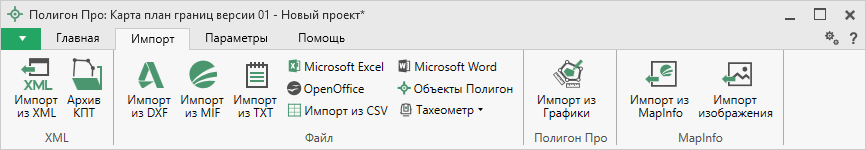 Полигон Про: Карта план границ версии 01 - Новый проект*
Главная Импорт Параметры Помощь
?
XML
Импорт из XML
Архив КПТ
XML
Импорт из DXF
Импорт из MIF
Импорт из TXT
Microsoft Excel
OpenOffice
Импорт из CSV
Microsoft Word
Объекты Полигон
Тахеометр
Файл
Импорт из Графики
Полигон Про
Импорт из MapInfo
Импорт изображения
MapInfo